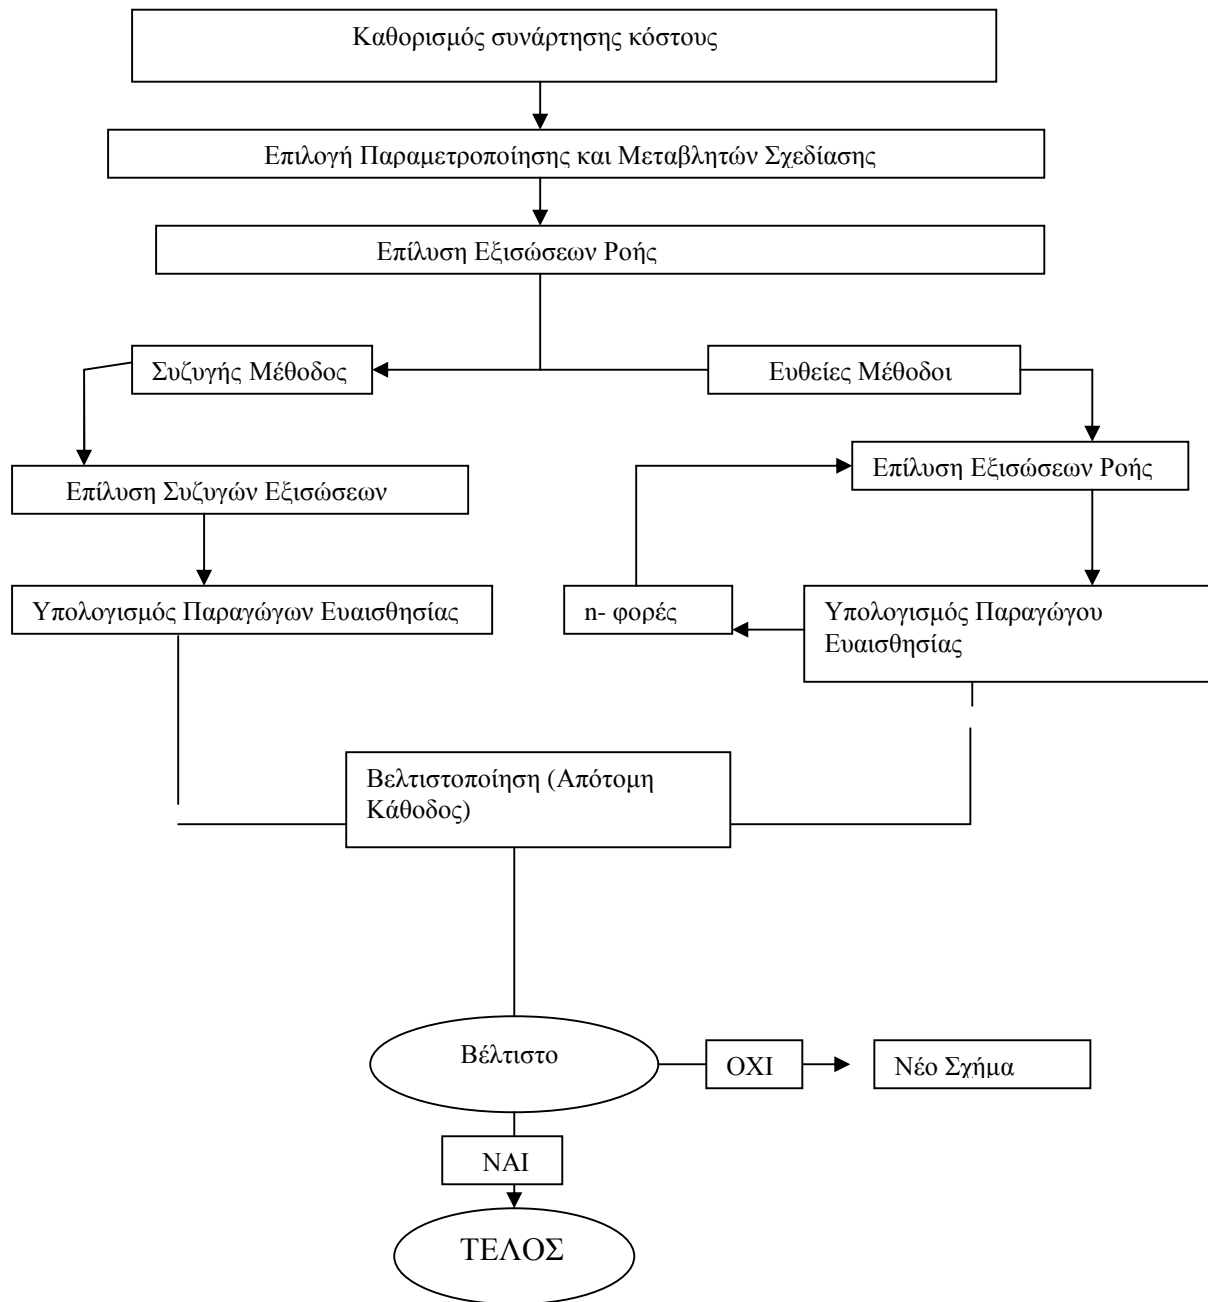 Καθορισμός συνάρτησης κόστους
Επιλογή Παραμετροποίησης και Μεταβλητών Σχεδίασης
Επίλυση Εξισώσεων Ροής
Συζυγής Μέθοδος
Ευθείες Μέθοδοι
Επίλυση Εξισώσεων Ροής
Επίλυση Συζυγών Εξισώσεων
Υπολογισμός Παραγώγων Ευαισθησίας
n- φορές
Υπολογισμός Παραγώγου
Ευαισθησίας
Βελτιστοποίηση (Απότομη
Κάθοδος)
Βέλτιστο
ΟΧΙ
Νέο Σχήμα
ΝΑΙ
ΤΕΛΟΣ